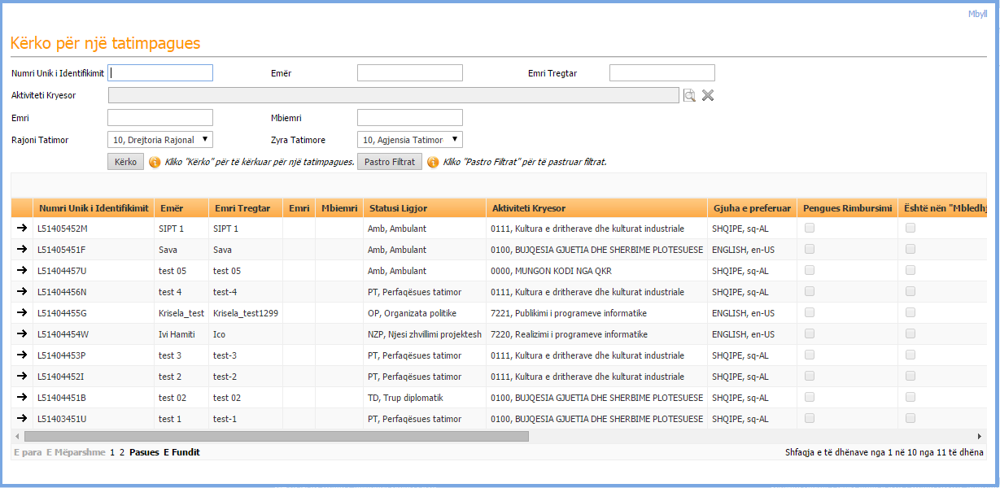 Mbyll
Kërko për një tatimpagues
Numri Unik i Identifikimit Emër Emri Tregtar
Aktiviteti Kryesor
Emri Mbiemri
Rajoni Tatimor 10, Drejtoria Rajonal Zyra Tatimore 10, Agjensia Tatimor
Kërko Kliko "Kërko" për të kërkuar për një tatimpagues. Pastro Filtrat Kliko "Pastro Filtrat" për të pastruar filtrat.
Numri Unik i Identifikimit Emër Emri Tregtar Emri Mbiemri Statusi Ligjor Aktiviteti Kryesor Gjuha e preferuar Pengues Rimbursimi Është nën "Mbledhj
L51405452M SIPT 1 SIPT 1 Amb, Ambulant 0111, Kultura e dritherave dhe kulturat industriale SHQIPE, sq-AL
L51405451F Sava Sava Amb, Ambulant 0100, BUJQESIA GJUETIA DHE SHERBIME PLOTESUESE ENGLISH, en-US
L51404457U test 05 test 05 Amb, Ambulant 0000, MUNGON KODI NGA QKR SHQIPE, sq-AL
L51404456N test 4 test-4 PT, Perfaqësues tatimor 0111, Kultura e dritherave dhe kulturat industriale SHQIPE, sq-AL
L51404455G Krisela_test Krisela_test1299 OP, Organizata politike 7221, Publikimi i programeve informatike ENGLISH, en-US
L51404454W Ivi Hamiti Ico NZP, Njesi zhvillimi projektesh 7220, Realizimi i programeve informatike ENGLISH, en-US
L51404453P test 3 test-3 PT, Perfaqësues tatimor 0111, Kultura e dritherave dhe kulturat industriale SHQIPE, sq-AL
L51404452I test 2 test-2 PT, Perfaqësues tatimor 0111, Kultura e dritherave dhe kulturat industriale SHQIPE, sq-AL
L51404451B test 02 test 02 TD, Trup diplomatik 0100, BUJQESIA GJUETIA DHE SHERBIME PLOTESUESE SHQIPE, sq-AL
L51403451U test 1 test-1 PT, Perfaqësues tatimor 0100, BUJQESIA GJUETIA DHE SHERBIME PLOTESUESE SHQIPE, sq-AL
E para E Mëparshme 1 2 Pasues E Fundit Shfaqja e të dhënave nga 1 në 10 nga 11 të dhëna